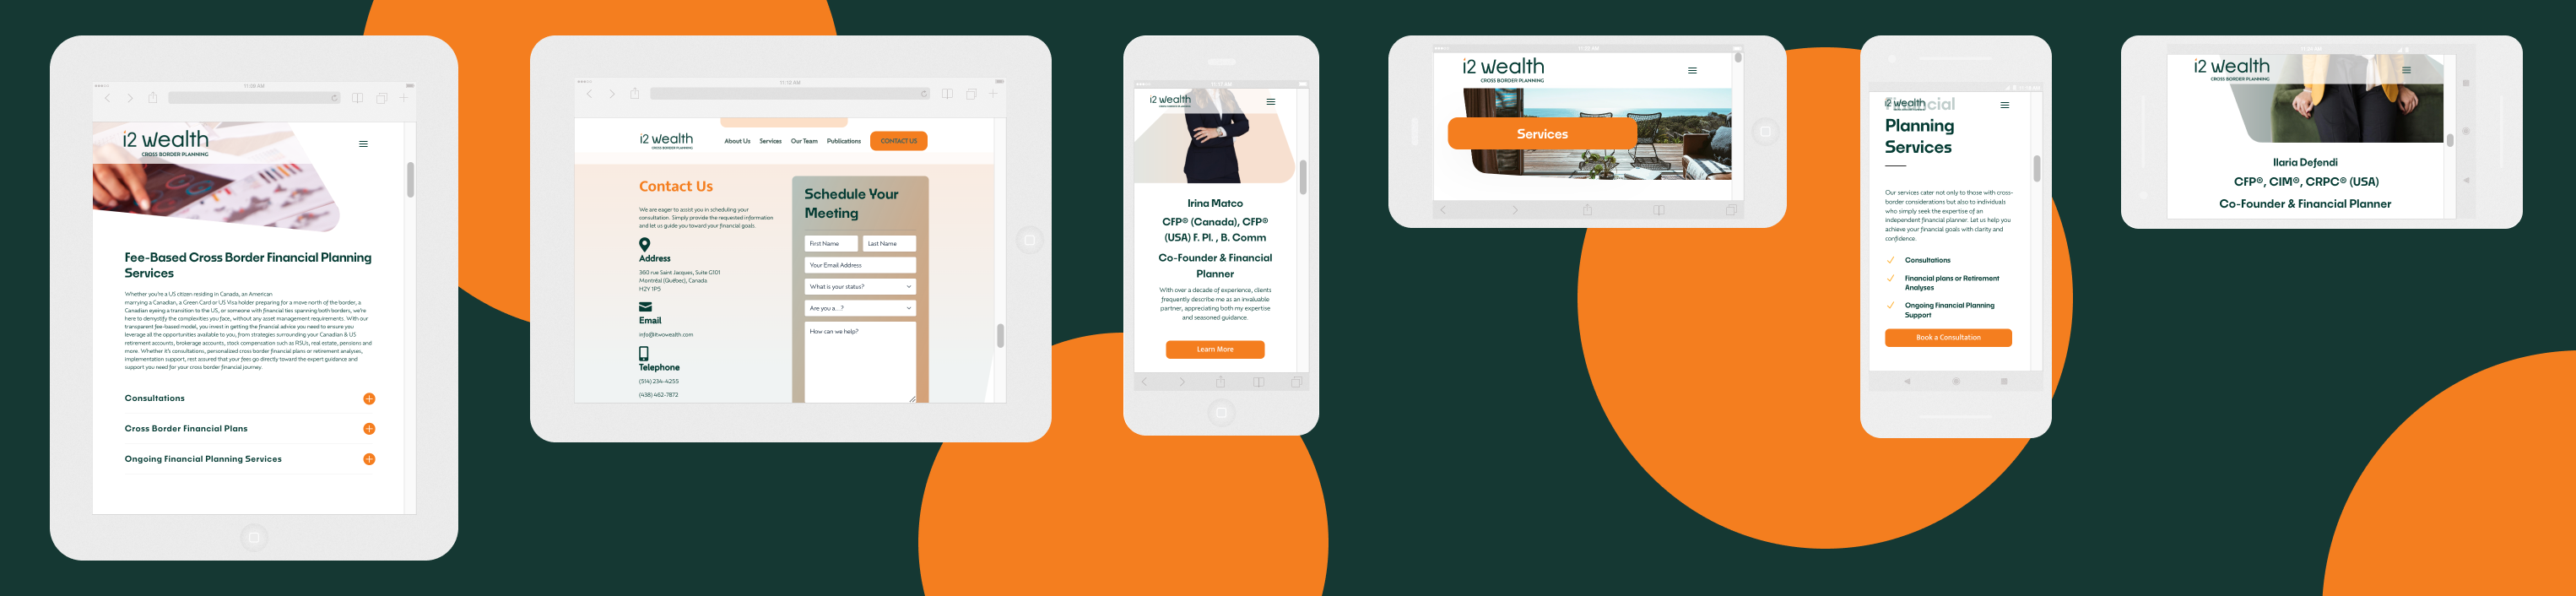 11:09 AM
i2 wealth
CROSS BORDER PLANNING
Fee-Based Cross Border Financial Planning
Services
Whether you're a US citizen residing in Canada, an American
marrying a Canadian, a Green Card or US Visa holder preparing for a move north of the border, a
Canadian eyeing a transition to the US, or someone with financial ties spanning both borders, we're
here to demystify the complexities you face, without any asset management requirements. With our
transparent fee-based model, you invest in getting the financial advice you need to ensure you
leverage all the opportunities available to you, from strategies surrounding your Canadian & US
retirement accounts, brokerage accounts, stock compensation such as RSUs, real estate, pensions and
more. Whether it's consultations, personalized cross border financial plans or retirement analyses,
implementation support, rest assured that your fees go directly toward the expert guidance and
support you need for your cross border financial journey.
Consultations
Cross Border Financial Plans
Ongoing Financial Planning Services
11:10 AM
i2 wealth
CROSS BORDER PLANNING
About Us
Services
Our Team
Publications
CONTACT US
Contact Us
We are eager to assist you in scheduling your
consultation. Simply provide the requested information
and let us guide you toward your financial goals.
Address
360 rue Saint Jacques, Suite G101
Montréal (Québec), Canada
H2Y 1P5
Email
info@itwowealth.com
Telephone
(514) 234-4255
(438) 462-7872
Schedule Your
Meeting
First Name
Last Name
Your Email Address
What is your status?
Are you a...?
How can we help?
i2 wealth
Irina Matco
CFP® (Canada), CFP®
(USA) F. Pl. , B. Comm
Co-Founder & Financial
Planner
With over a decade of experience, clients
frequently describe me as an invaluable
partner, appreciating both my expertise
and seasoned guidance.
Learn More
i2 wealth
CROSS BORDER PLANNING
Services
i2 wealth
Financial
Planning
Services
Our services cater not only to those with cross-
border considerations but also to individuals
who simply seek the expertise of an
independent financial planner. Let us help you
achieve your financial goals with clarity and
confidence.
Consultations
Financial plans or Retirement
Analyses
Ongoing Financial Planning
Support
Book a Consultation
i2 wealth
CROSS BORDER PLANNING
Ilaria Defendi
CFP®, CIM®, CRPC® (USA)
Co-Founder & Financial Planner